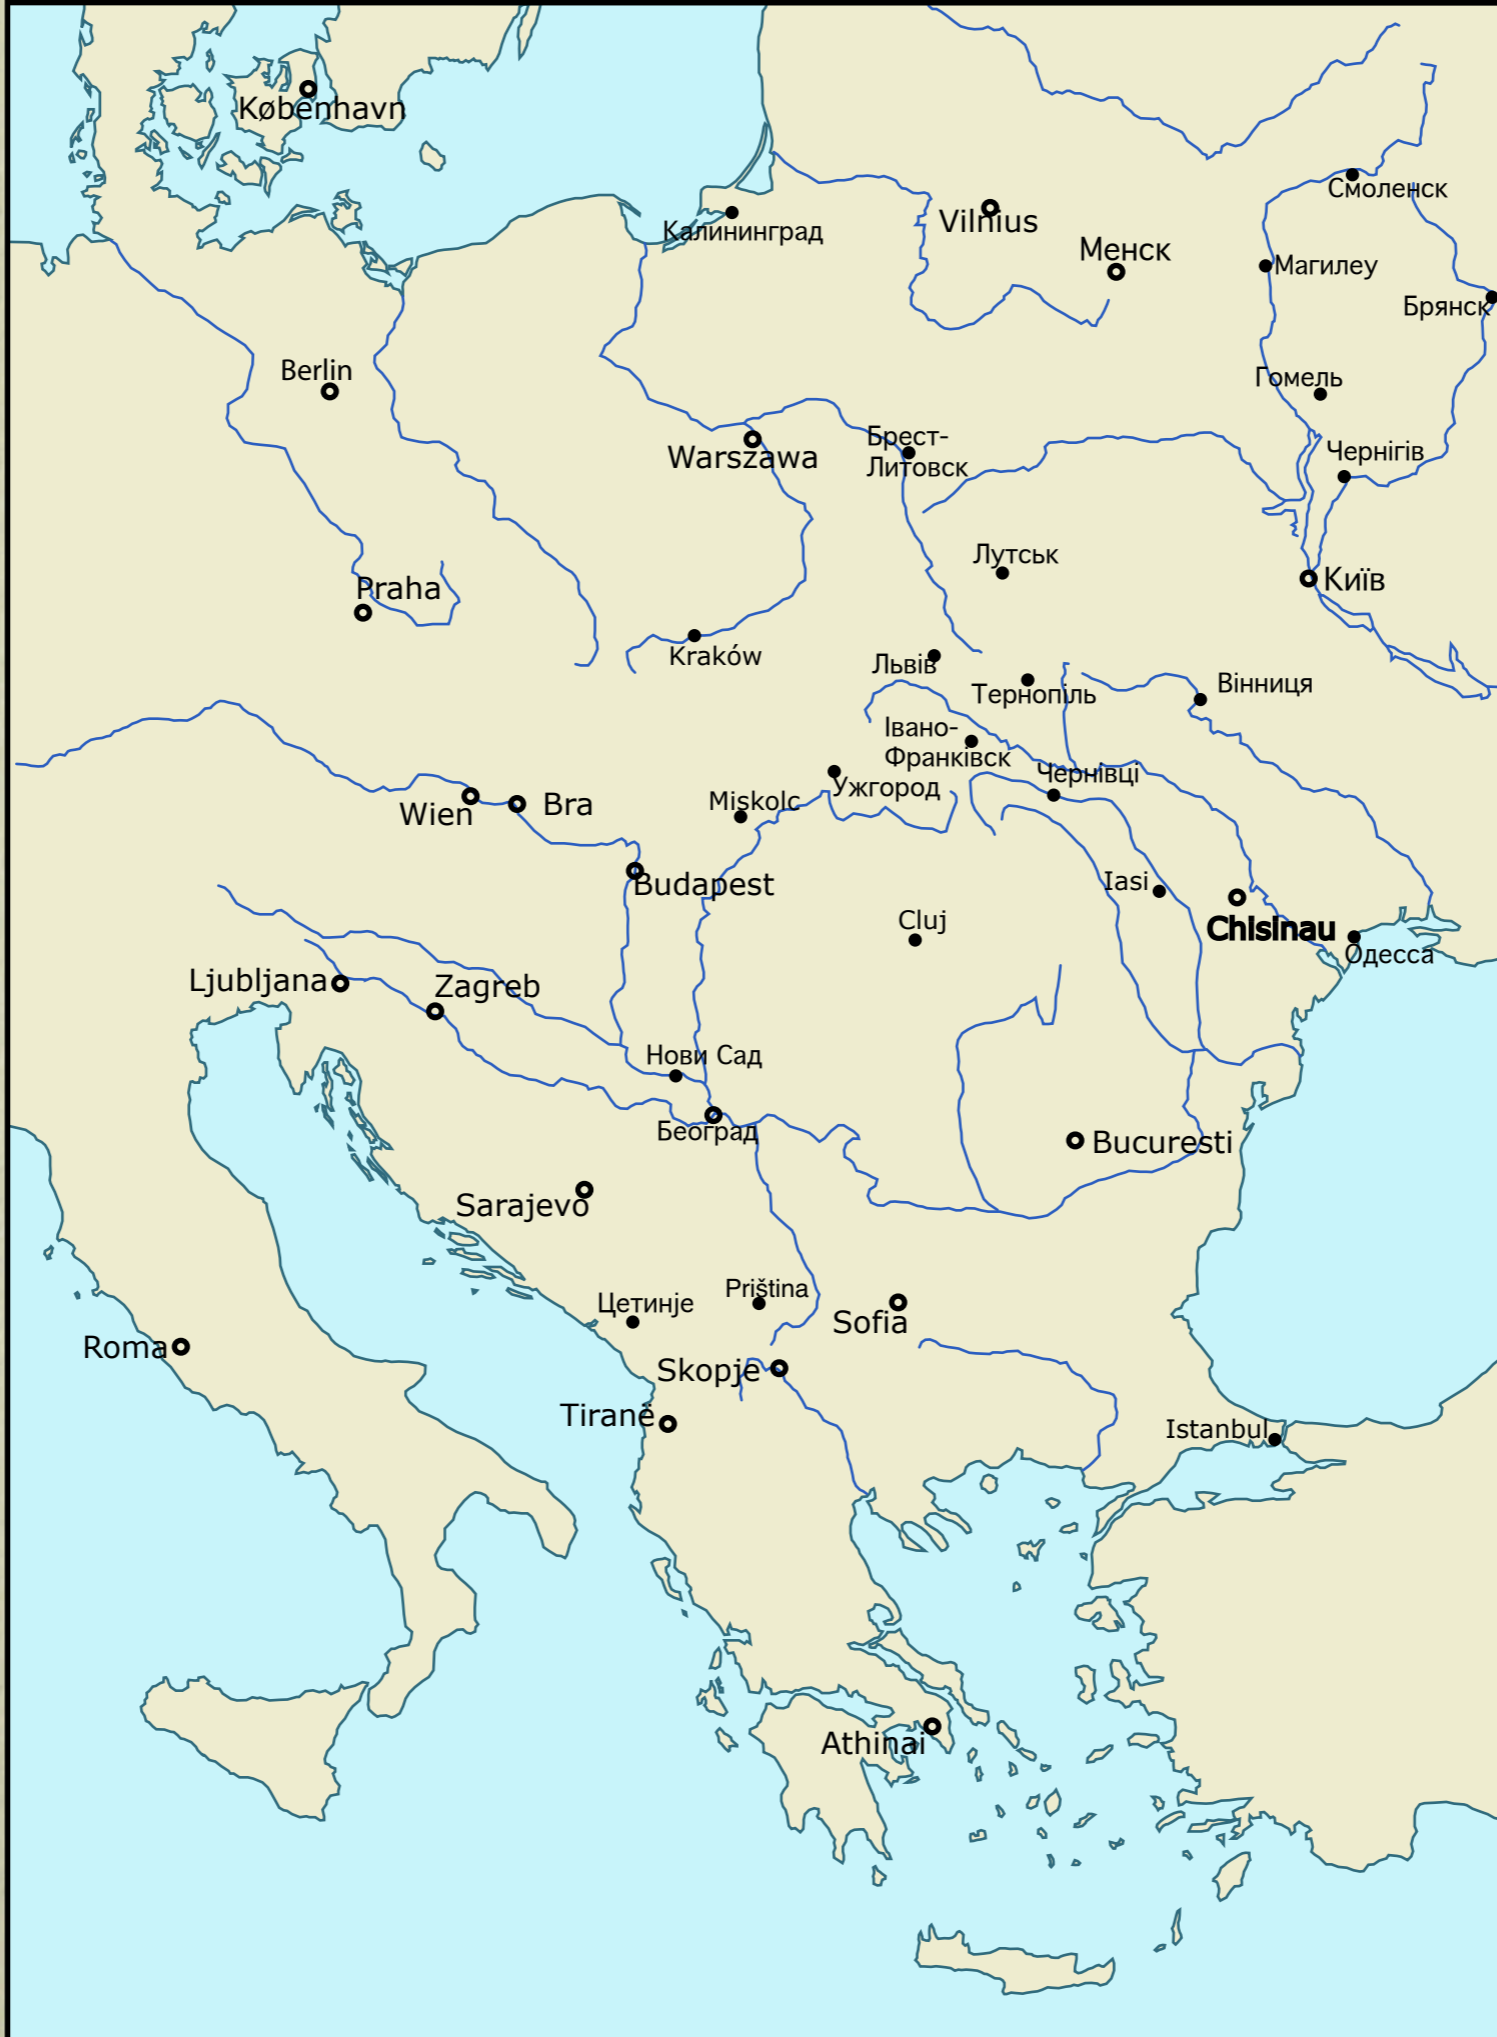 København
Смоленск
Vilnius
Калининград
Менск
Магилеу
Брянск
Berlin
Гомель
Warszawa
Брест-
Литовск
Чернігів
Лутськ
Київ
Praha
Kraków
Львів
Тернопіль
Вінниця
Івано-
Франківск
Ужгород
Чернівці
Wien
Bra
Miskolc
Budapest
Iasi
Cluj
Chisinau
Одесса
Ljubljana
Zagreb
Нови Сад
Београд
Bucuresti
Sarajevo
Priština
Цетинје
Sofia
Roma
Skopje
Tiranë
Istanbul
Athinai